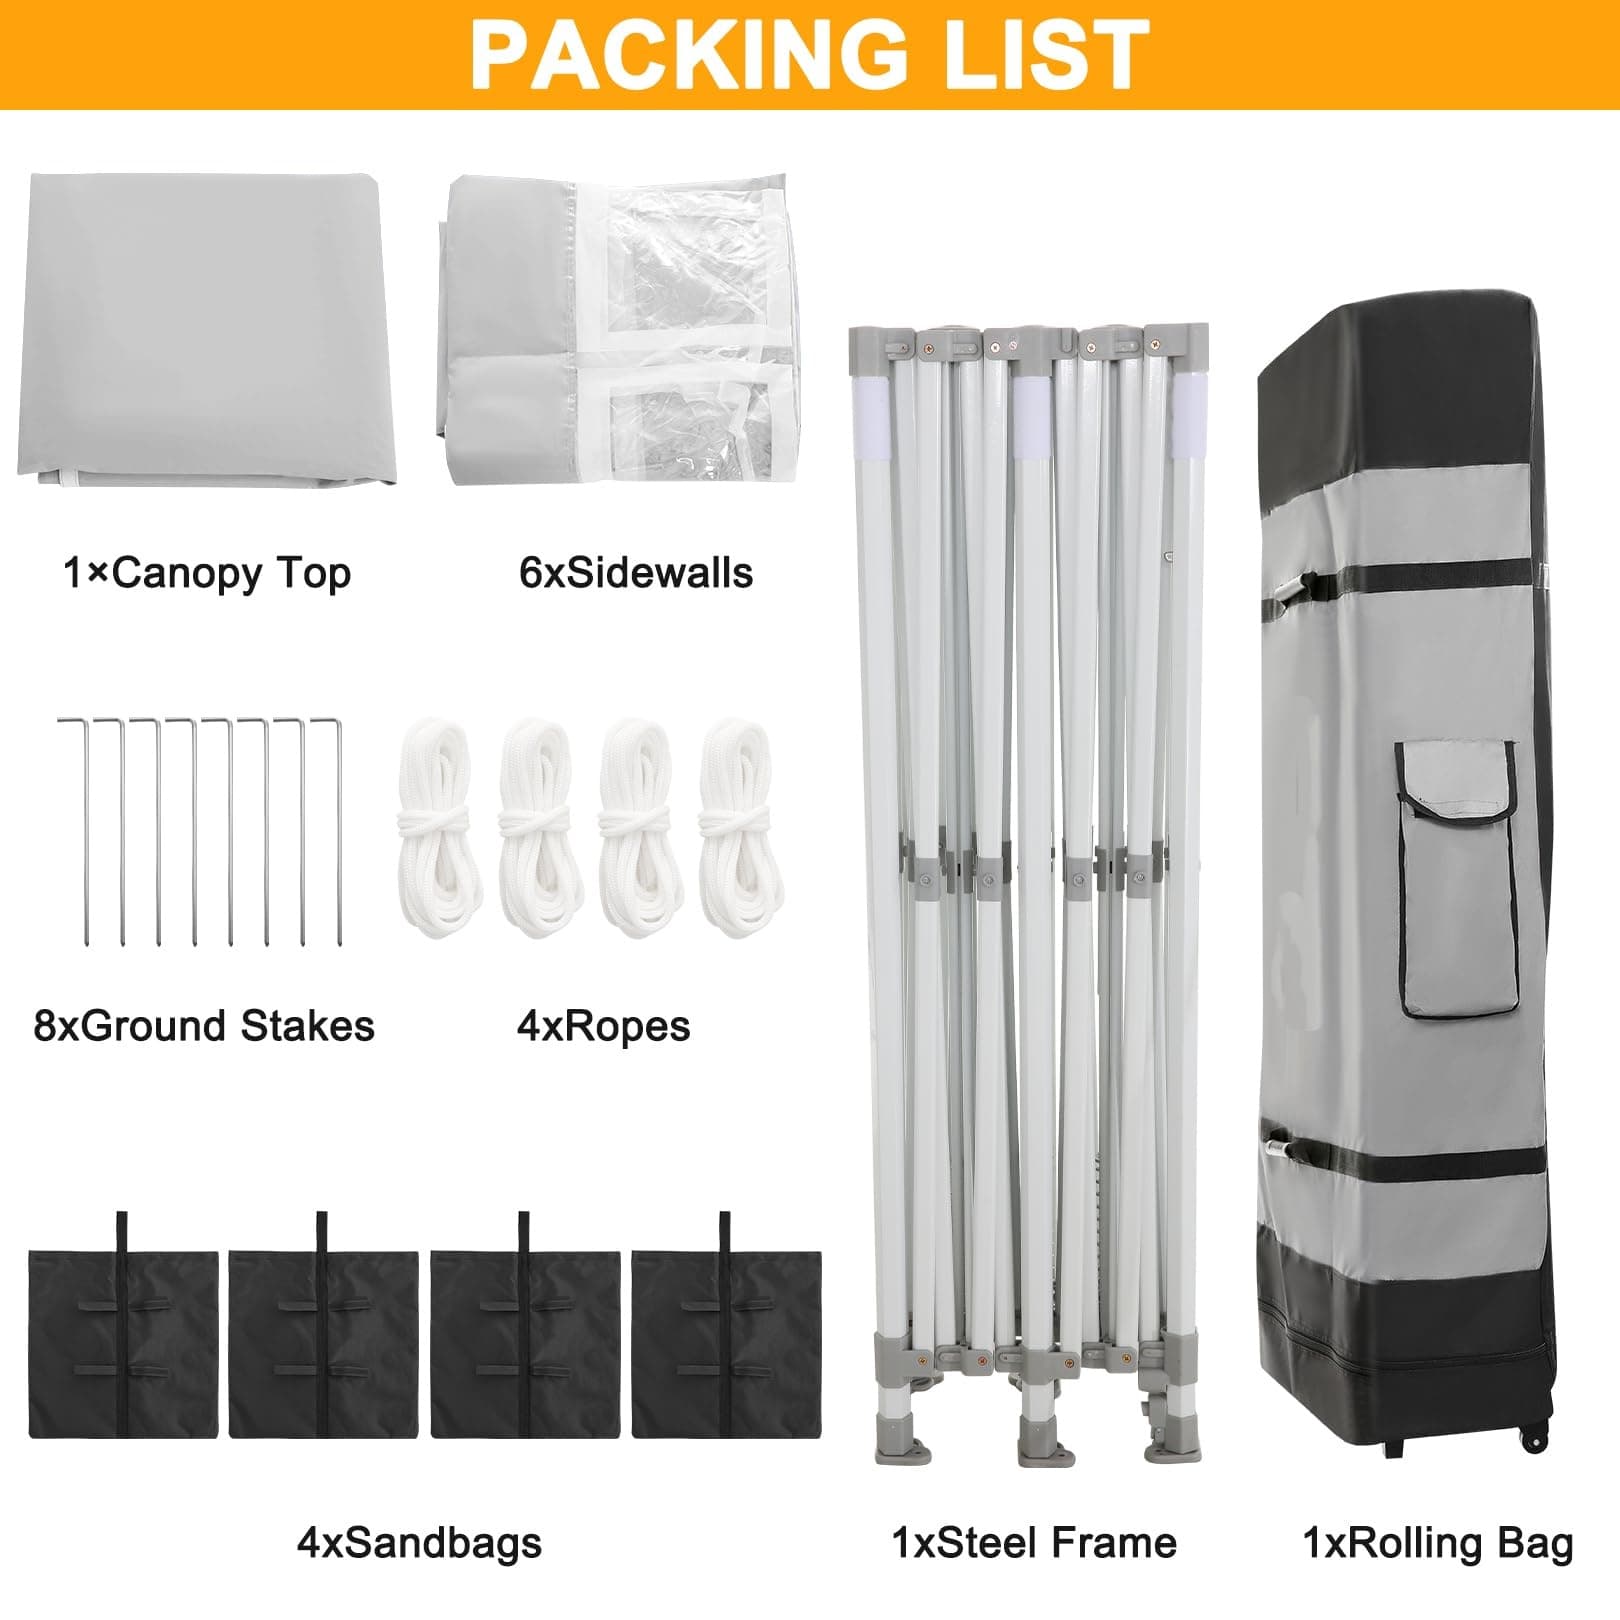 PACKING LIST
1×Canopy Top
6xSidewalls
8xGround Stakes
4xRopes
4xSandbags
1xSteel Frame
1xRolling Bag